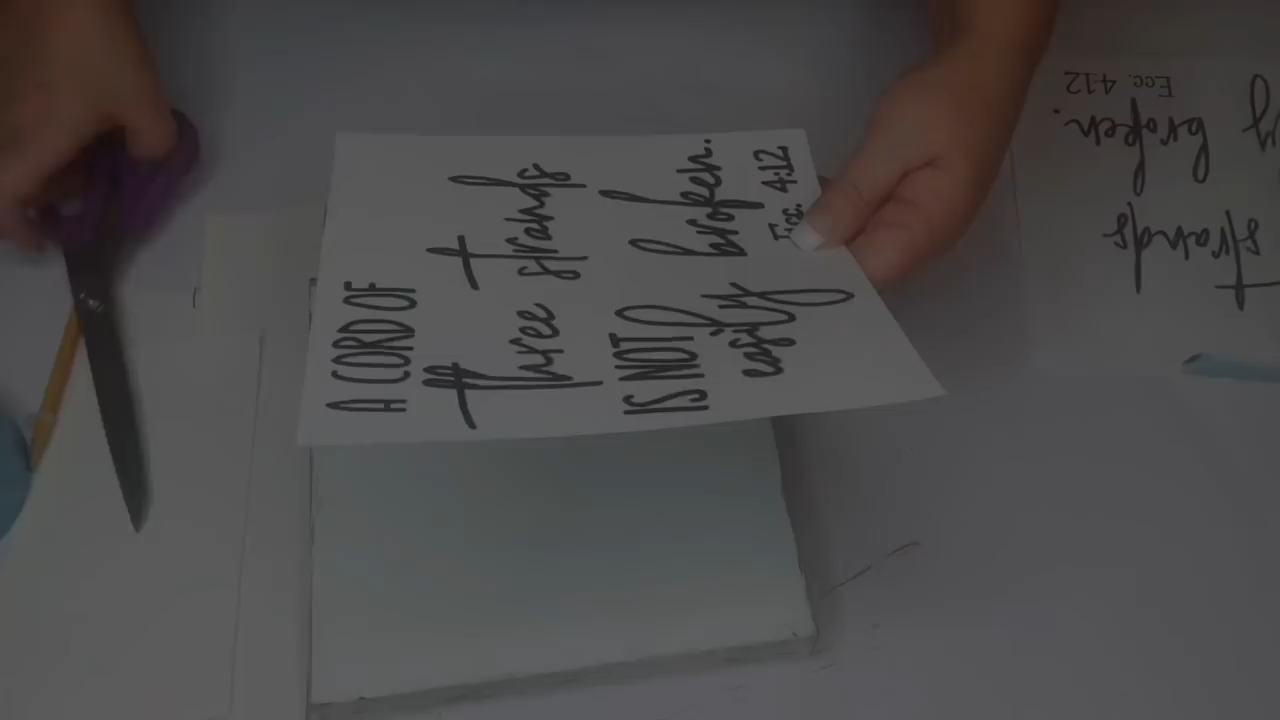 A CORD OF
three strands
IS NOT
easily broken.
Ecc. 4:12
strands
y broken.
Ecc. 4:12